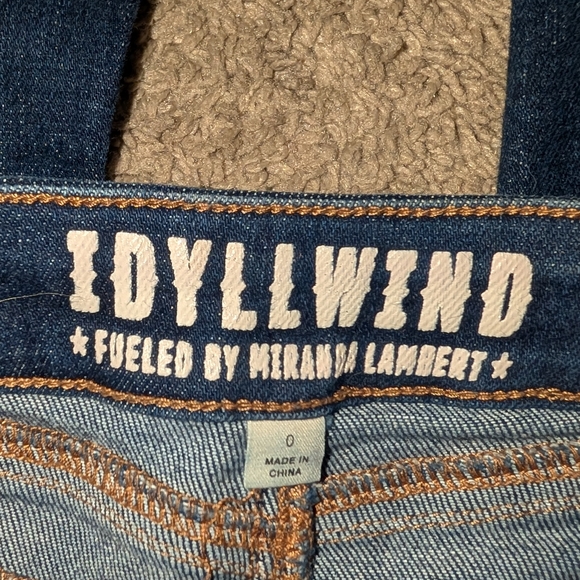 IDYLLWIND
★ FUELED BY MIRANDA LAMBERT ★
0
MADE IN
CHINA